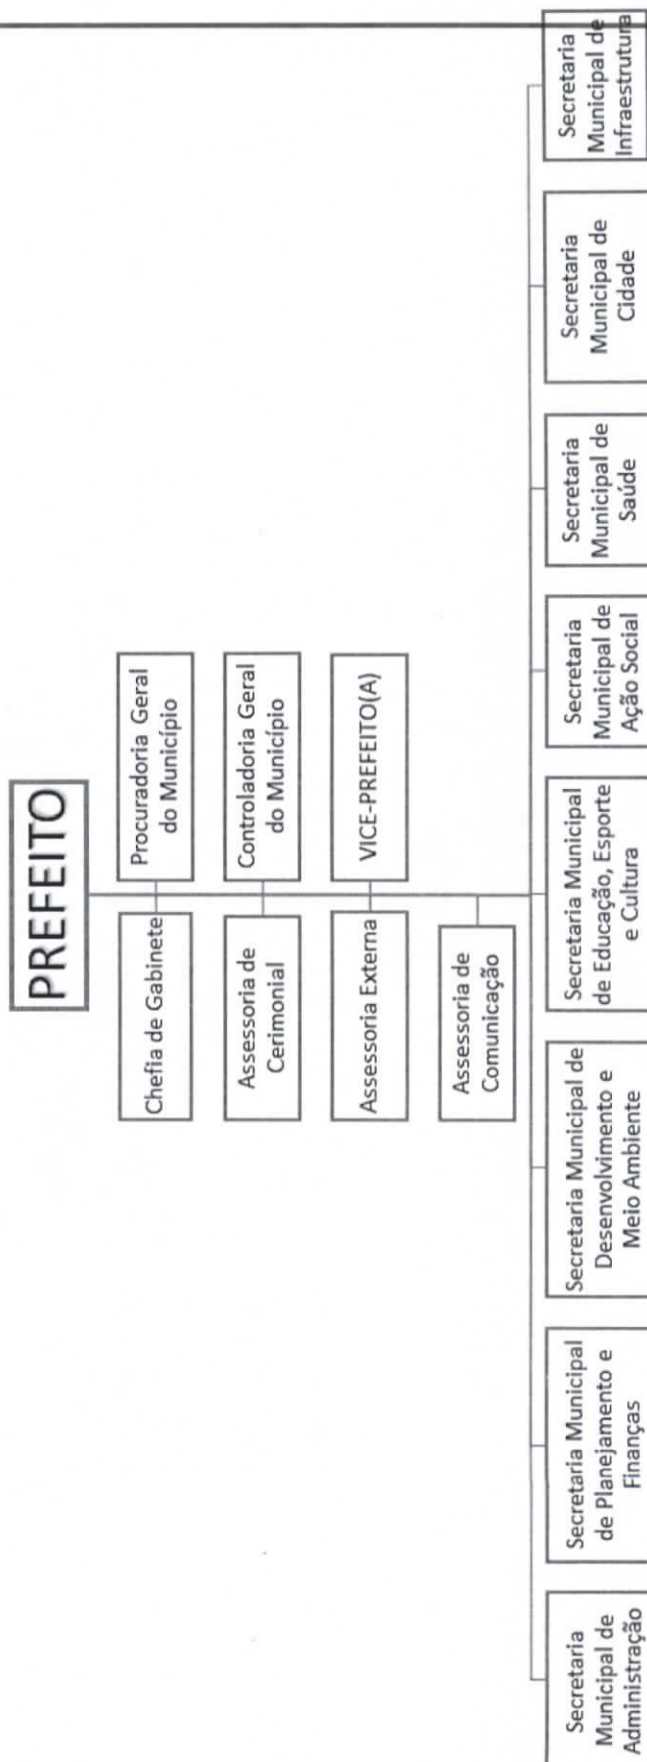 PREFEITO
Chefia de Gabinete
Procuradoria Geral
do Município
Assessoria de
Cerimonial
Controladoria Geral
do Município
Assessoria Externa
VICE-PREFEITO(A)
Assessoria de
Comunicação
Secretaria
Municipal de
Administração
Secretaria Municipal
de Planejamento e
Finanças
Secretaria Municipal de
Desenvolvimento e
Meio Ambiente
Secretaria Municipal
de Educação, Esporte
e Cultura
Secretaria
Municipal de
Ação Social
Secretaria
Municipal de
Saúde
Secretaria
Municipal de
Cidade
Secretaria
Municipal de
Infraestrutura